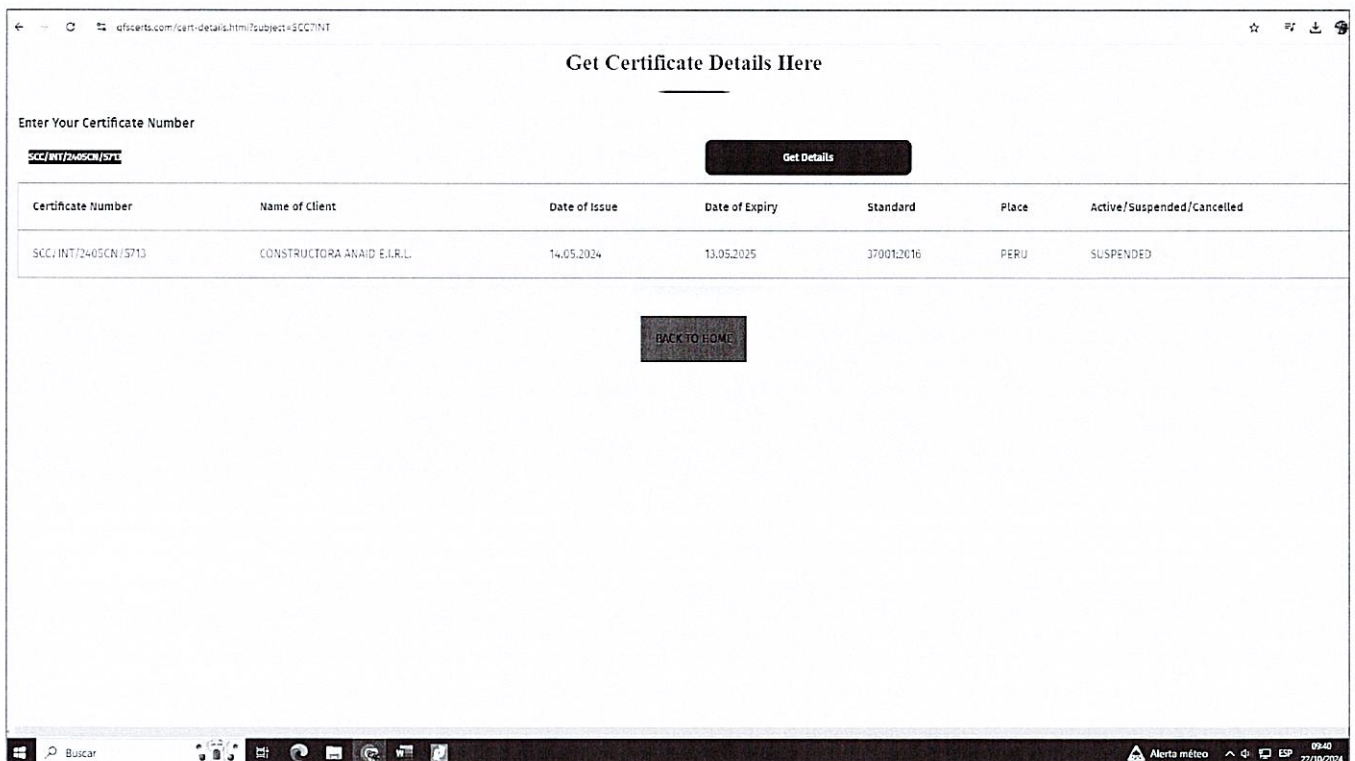 qfscerts.com/cert-details.html?subject=SCC7INT
Get Certificate Details Here
Enter Your Certificate Number
SCC/INT/2405CN/5713
Get Details
Certificate Number Name of Client Date of Issue Date of Expiry Standard Place Active/Suspended/Cancelled
SCC/INT/2405CN/5713 CONSTRUCTORA ANAID E.I.R.L. 14.05.2024 13.05.2025 37001:2016 PERU SUSPENDED
BACK TO HOME
Buscar Alerta méteo ESP 09:40
22/10/2024